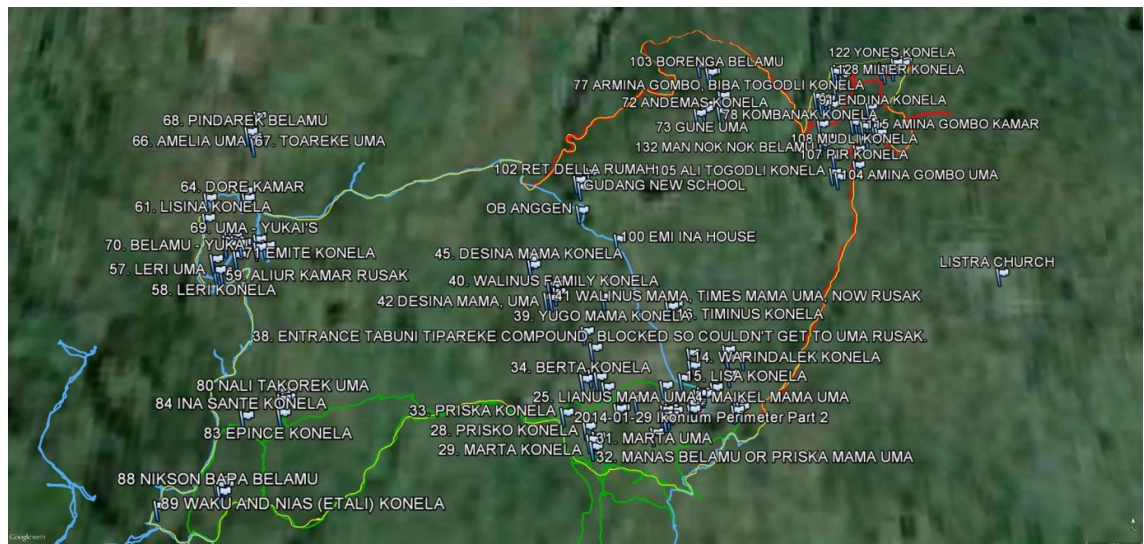 122 YONES KONELA
103 BORENGA BELAMU
128 MILIER KONELA
77 ARMINA GOMBO, BIBA TOGODLI KONELA
72 ANDEMAS KONELA
ENDINA KONELA
78 KOMBANAK KONELA
68. PINDAREK BELAMU
73 GUNE UMA
115 AMINA GOMBO KAMAR
66. AMELIA UMA
67. TOAREKE UMA
108 MUDLI KONELA
132 MAN NOK NOK BELAMU
107 PIR KONELA
102 RET DELLA RUMAH
105 ALI TOGODLI KONELA
104 AMINA GOMBO UMA
64. DORE KAMAR
GUDANG NEW SCHOOL
61. LISINA KONELA
OB ANGGEN
69. UMA - YUKAI'S
100 EMI INA HOUSE
70. BELAMU - YUKAI
71 EMITE KONELA
45. DESINA MAMA KONELA
LISTRA CHURCH
57. LERI UMA
59. ALIUR KAMAR RUSAK
40. WALINUS FAMILY KONELA
58. LERI KONELA
42 DESINA MAMA, UMA
41 WALINUS MAMA, TIMES MAMA UMA, NOW RUSAK
39. YUGO MAMA KONELA
16. TIMINUS KONELA
38. ENTRANCE TABUNI TIPAREKE COMPOUND, BLOCKED SO COULDN'T GET TO UMA RUSAK.
14. WARINDALEK KONELA
34. BERTA KONELA
15. LISA KONELA
80 NALI TAKOREK UMA
25. LIANUS MAMA UMA
4. MAIKEL MAMA UMA
84 INA SANTE KONELA
33. PRISKA KONELA
2014-01-29 Ikonium Perimeter Part 2
83 EPINCE KONELA
28. PRISKO KONELA
31. MARTA UMA
29. MARTA KONELA
32. MANAS BELAMU OR PRISKA MAMA UMA
88 NIKSON BAPA BELAMU
89 WAKU AND NIAS (ETALI) KONELA
Google earth